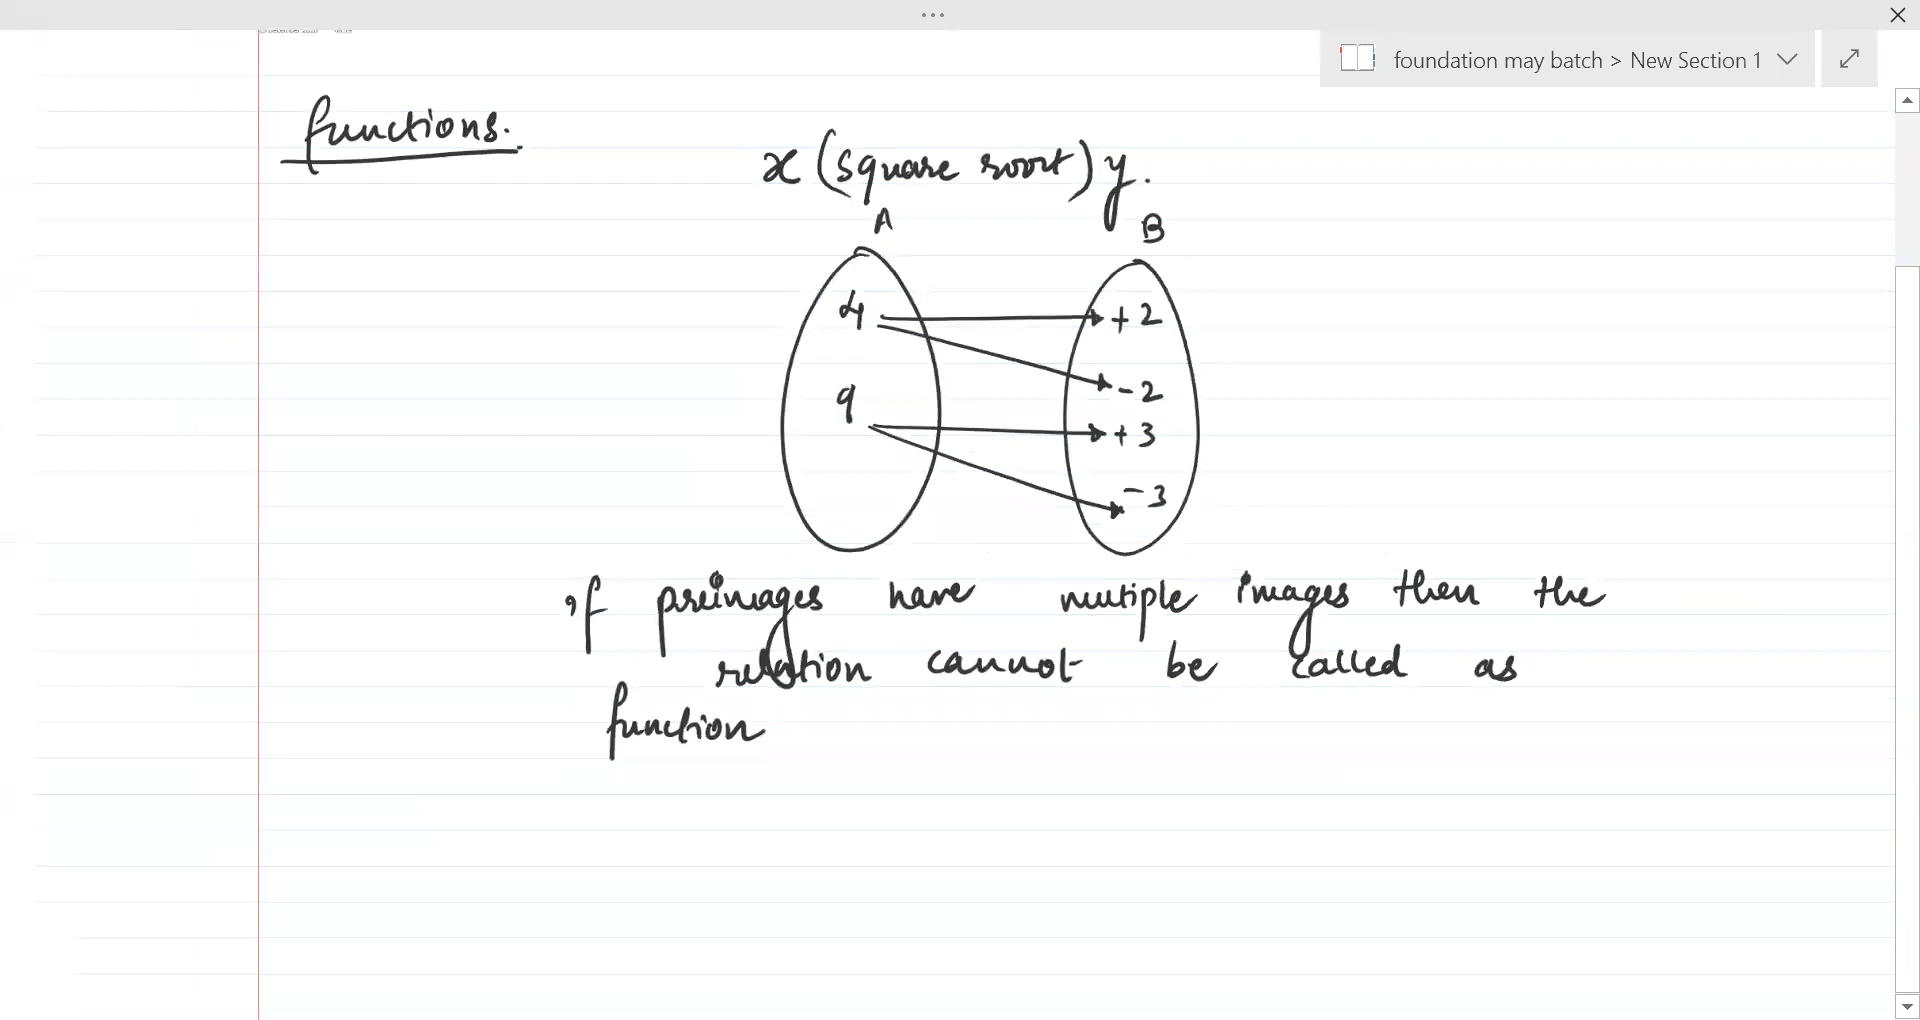 foundation may batch > New Section 1
functions.
x (square root) y.
A
B
4
+ 2
- 2
9
+ 3
- 3
if preimages have mutiple images then the
relation cannot be called as
function